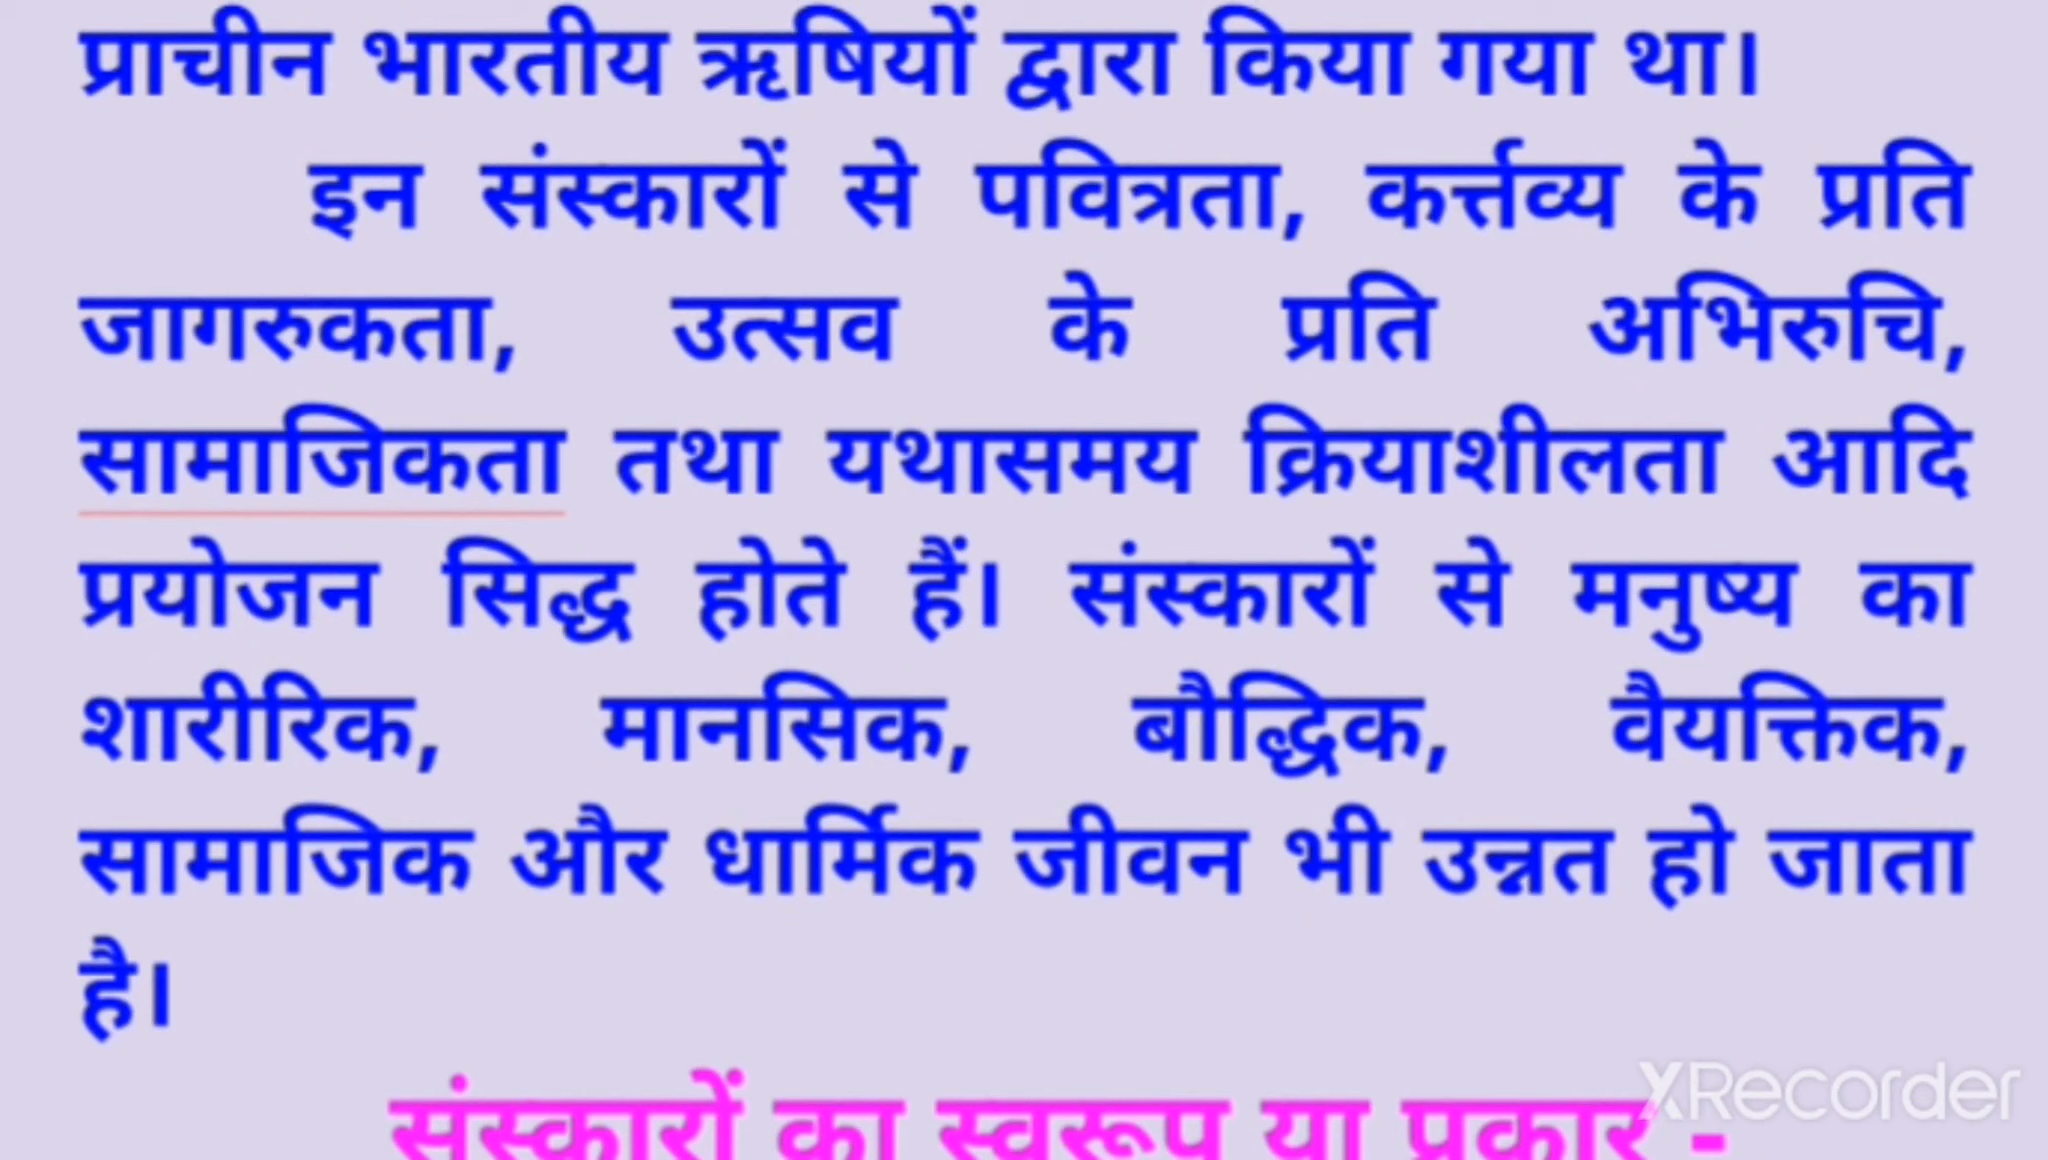 प्राचीन भारतीय ऋषियों द्वारा किया गया था।
इन संस्कारों से पवित्रता, कर्त्तव्य के प्रति
जागरुकता, उत्सव के प्रति अभिरुचि,
सामाजिकता तथा यथासमय क्रियाशीलता आदि
प्रयोजन सिद्ध होते हैं। संस्कारों से मनुष्य का
शारीरिक, मानसिक, बौद्धिक, वैयक्तिक,
सामाजिक और धार्मिक जीवन भी उन्नत हो जाता
है।
संस्कारों का स्वरूप या प्रकार -
XRecorder